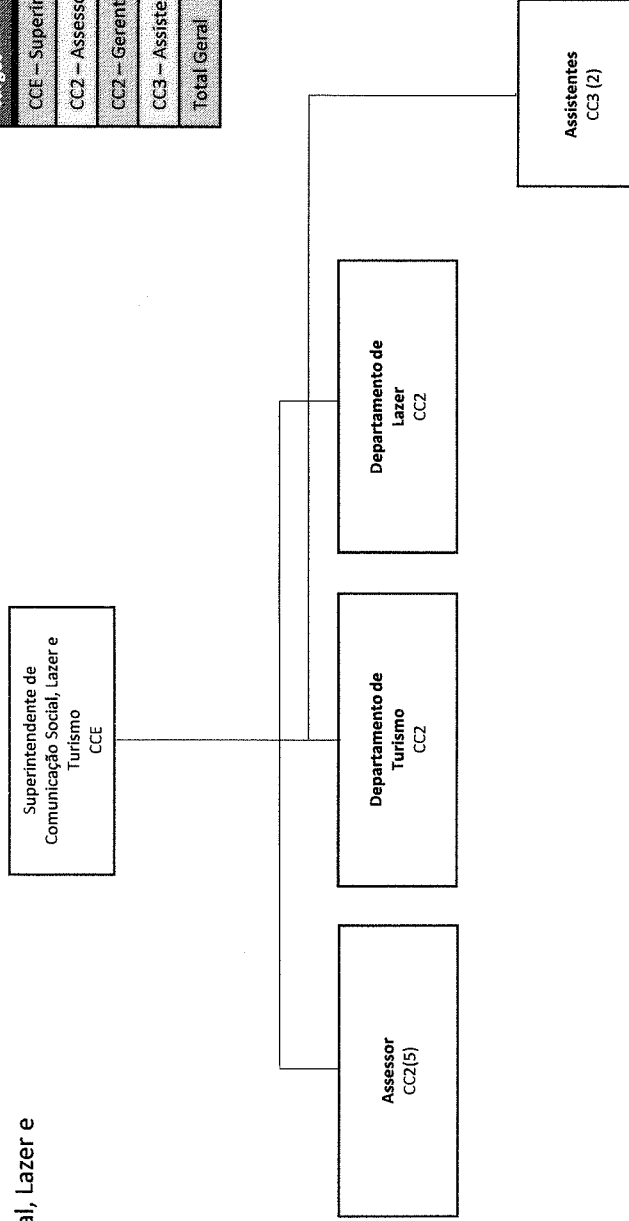 al, Lazer e
CCE – Superin
CC2 – Assesso
CC2 – Gerent
CC3 – Assiste
Total Geral
Superintendente de
Comunicação Social, Lazer e
Turismo
CCE
Assessor
CC2(5)
Departamento de
Turismo
CC2
Departamento de
Lazer
CC2
Assistentes
CC3 (2)